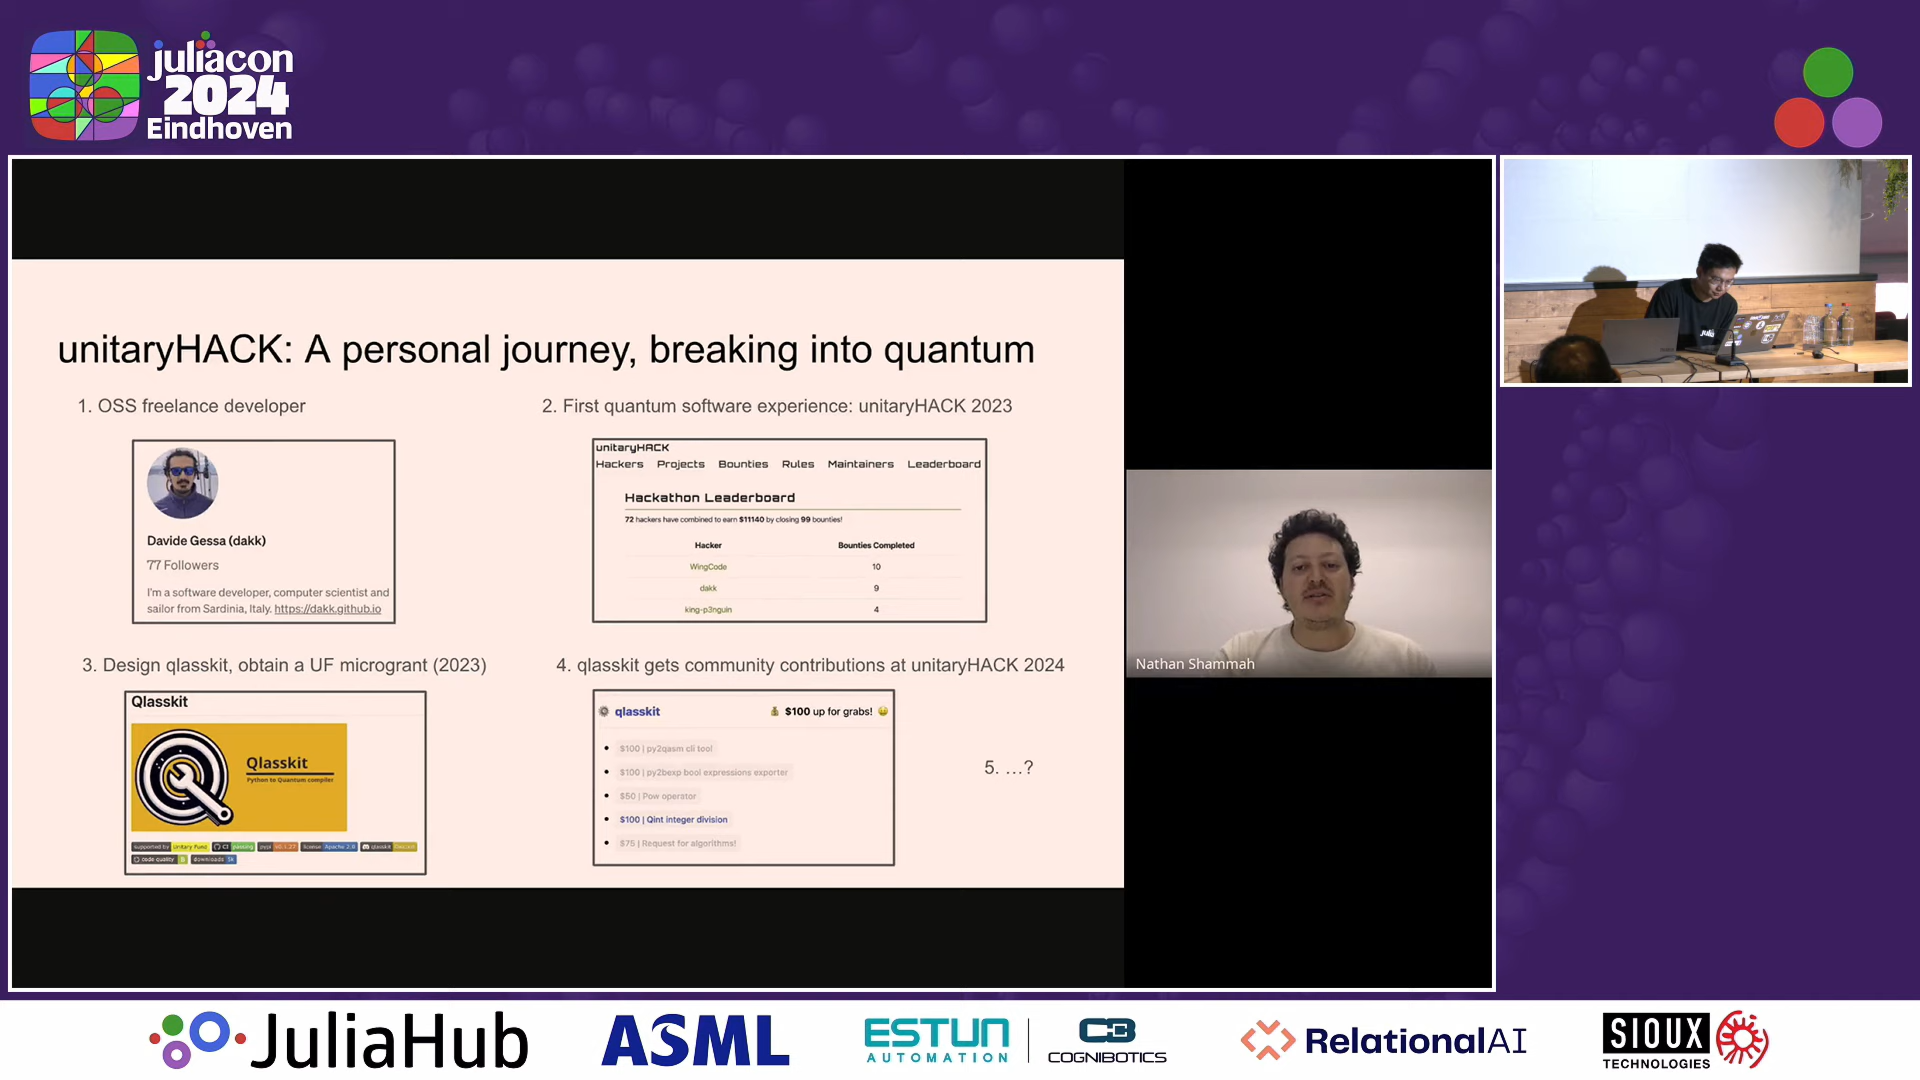 juliacon
2024
Eindhoven
unitaryHACK: A personal journey, breaking into quantum
1. OSS freelance developer
Davide Gessa (dakk)
77 Followers
I'm a software developer, computer scientist and
sailor from Sardinia, Italy. https://dakk.github.io
2. First quantum software experience: unitaryHACK 2023
unitaryHACK
Hackers Projects Bounties Rules Maintainers Leaderboard
Hackathon Leaderboard
72 hackers have combined to earn $11140 by closing 99 bounties!
Hacker Bounties Completed
WingCode 10
dakk 9
king-p3nguin 4
3. Design qlasskit, obtain a UF microgrant (2023)
Qlasskit
Qlasskit
Python to Quantum compiler
supported by Unitary Fund CI passing pypi license Apache 2.0 qlasskit
code quality downloads 5k
4. qlasskit gets community contributions at unitaryHACK 2024
qlasskit $100 up for grabs!
$100 | py2qasm cli tool
$100 | py2bexp bool expressions exporter
$50 | Pow operator
$100 | Qint integer division
$75 | Request for algorithms!
5. ...?
Nathan Shammah
JuliaHub
ASML
ESTUN
AUTOMATION
COGNIBOTICS
RelationalAI
SIOUX
TECHNOLOGIES